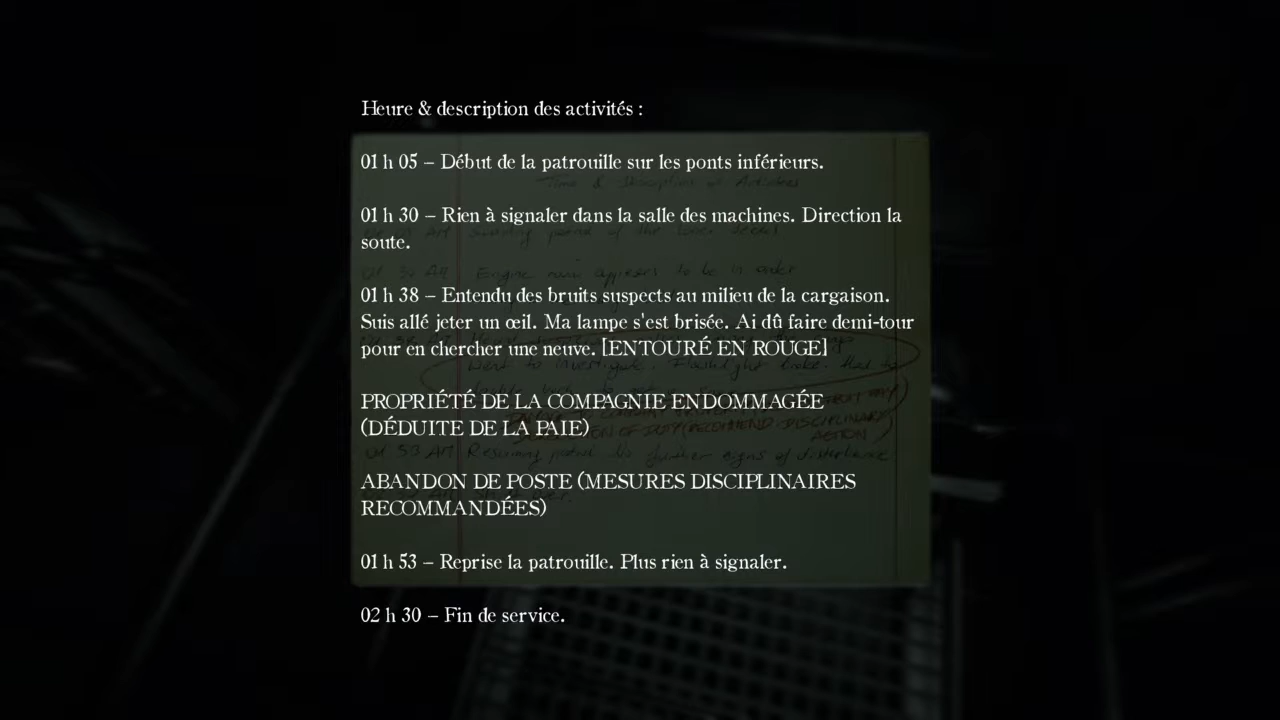 Heure & description des activités :
01 h 05 – Début de la patrouille sur les ponts inférieurs.
01 h 30 – Rien à signaler dans la salle des machines. Direction la
soute.
01 h 38 – Entendu des bruits suspects au milieu de la cargaison.
Suis allé jeter un œil. Ma lampe s'est brisée. Ai dû faire demi-tour
pour en chercher une neuve. [ENTOURÉ EN ROUGE]
PROPRIÉTÉ DE LA COMPAGNIE ENDOMMAGÉE
(DÉDUITE DE LA PAIE)
ABANDON DE POSTE (MESURES DISCIPLINAIRES
RECOMMANDÉES)
01 h 53 – Reprise la patrouille. Plus rien à signaler.
02 h 30 – Fin de service.